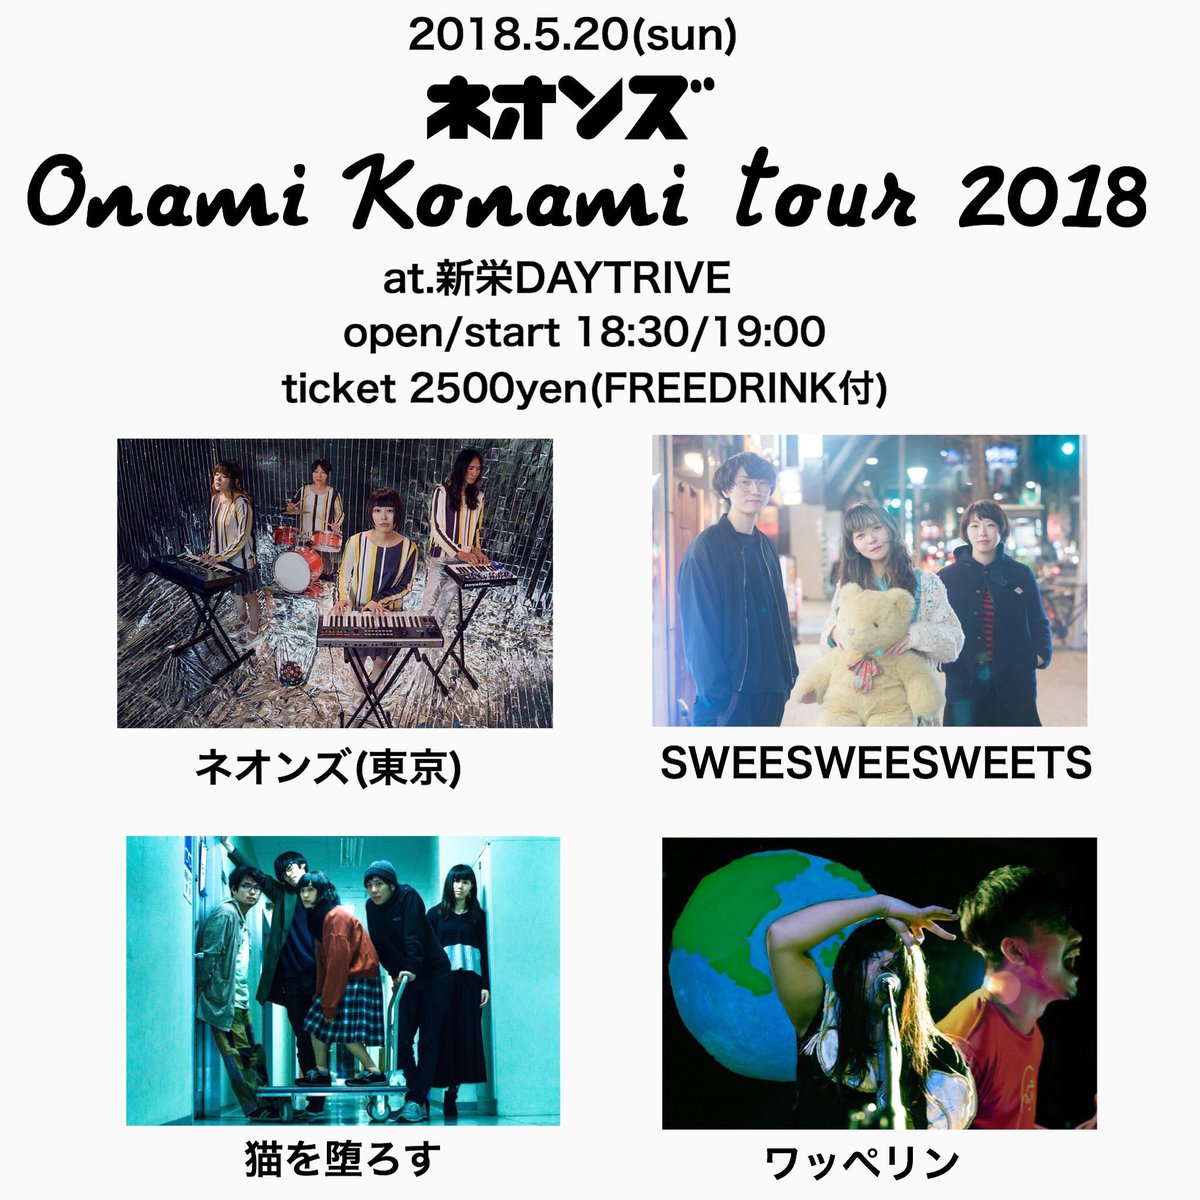 2018.5.20(sun)
ネオンズ
Onami Konami tour 2018
at.新栄DAYTRIVE
open/start 18:30/19:00
ticket 2500yen(FREEDRINK付)
ネオンズ(東京)
SWEESWEESWEETS
猫を堕ろす
ワッペリン